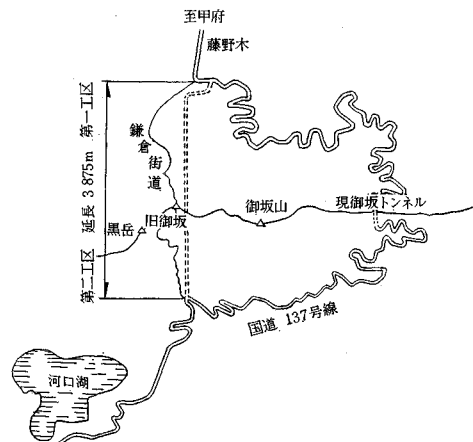 至甲府
藤野木
第一工区
鎌倉街道
延長 3 875m
旧御坂
御坂山
現御坂トンネル
黒岳
第二工区
国道 137号線
河口湖